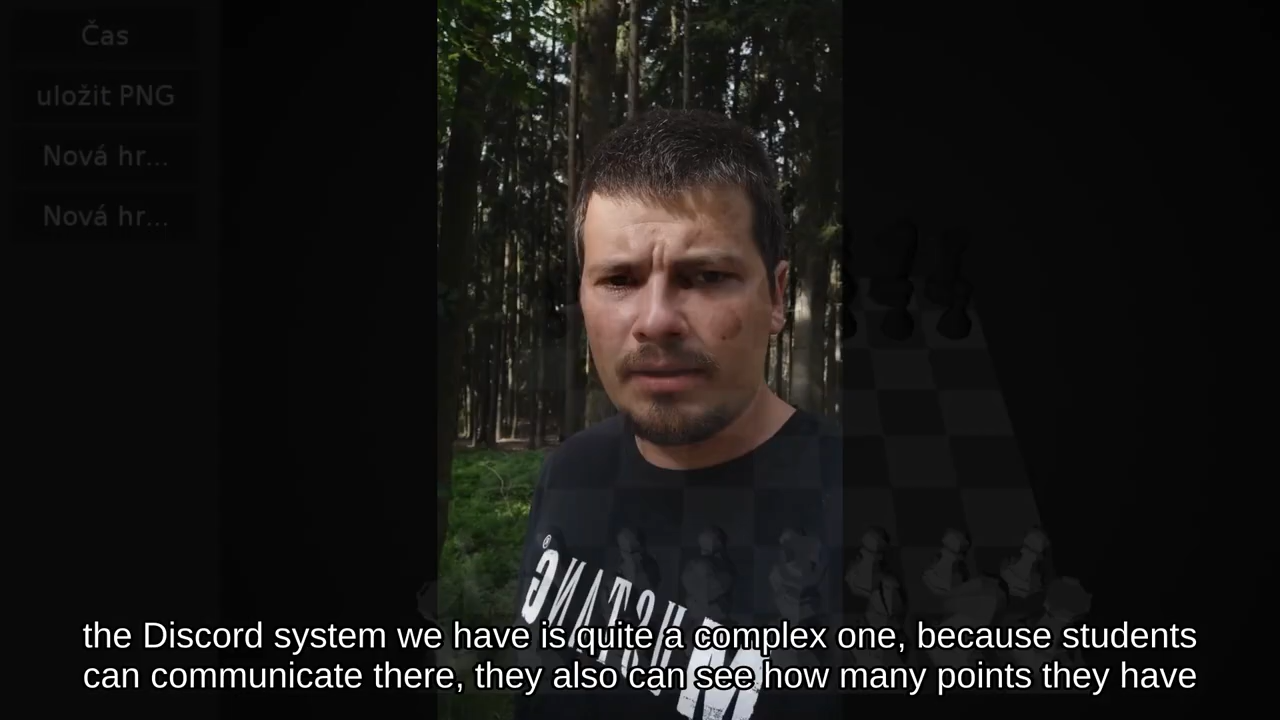 Čas
uložit PNG
Nová hr...
Nová hr...
MUSTANG®
the Discord system we have is quite a complex one, because students
can communicate there, they also can see how many points they have